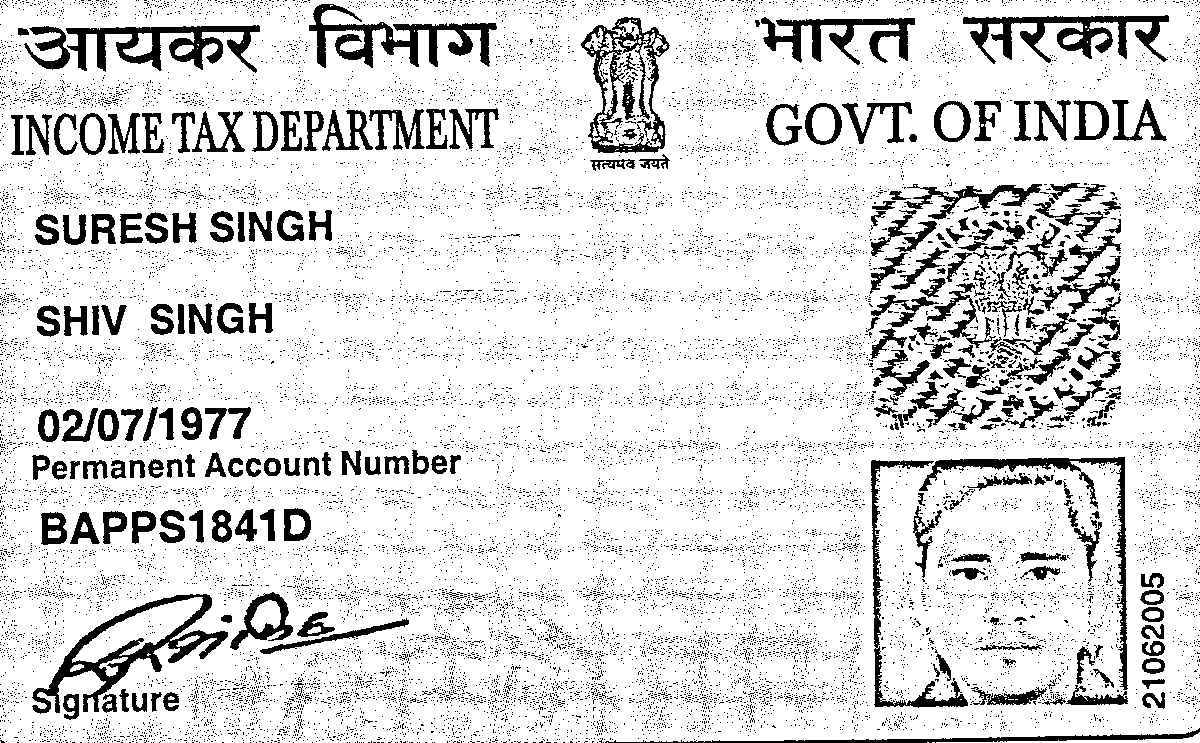 आयकर विभाग
भारत सरकार
INCOME TAX DEPARTMENT
GOVT. OF INDIA
सत्यमेव जयते
SURESH SINGH
SHIV SINGH
02/07/1977
Permanent Account Number
BAPPS1841D
Signature
21062005